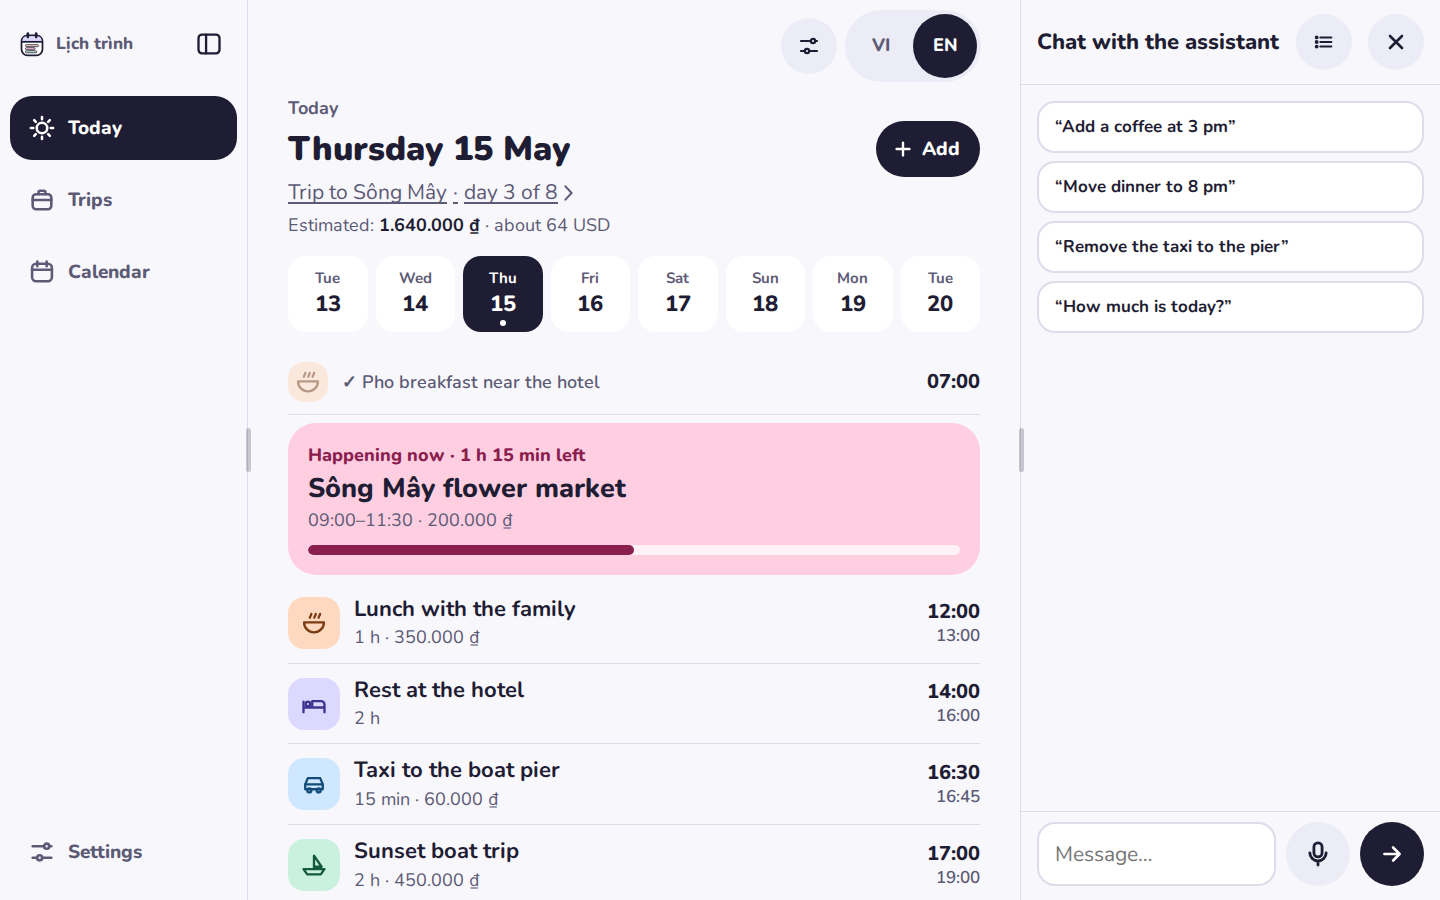 Lịch trình
Today
Trips
Calendar
Settings
VI
EN
Today
Thursday 15 May
Trip to Sông Mây · day 3 of 8
Estimated: 1.640.000 ₫ · about 64 USD
Add
Tue
13
Wed
14
Thu
15
Fri
16
Sat
17
Sun
18
Mon
19
Tue
20
✓ Pho breakfast near the hotel
07:00
Happening now · 1 h 15 min left
Sông Mây flower market
09:00–11:30 · 200.000 ₫
Lunch with the family
1 h · 350.000 ₫
12:00
13:00
Rest at the hotel
2 h
14:00
16:00
Taxi to the boat pier
15 min · 60.000 ₫
16:30
16:45
Sunset boat trip
2 h · 450.000 ₫
17:00
19:00
Chat with the assistant
“Add a coffee at 3 pm”
“Move dinner to 8 pm”
“Remove the taxi to the pier”
“How much is today?”
Message...